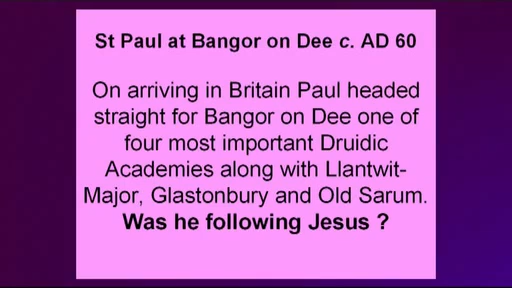 St Paul at Bangor on Dee c. AD 60
On arriving in Britain Paul headed
straight for Bangor on Dee one of
four most important Druidic
Academies along with Llantwit-
Major, Glastonbury and Old Sarum.
Was he following Jesus ?